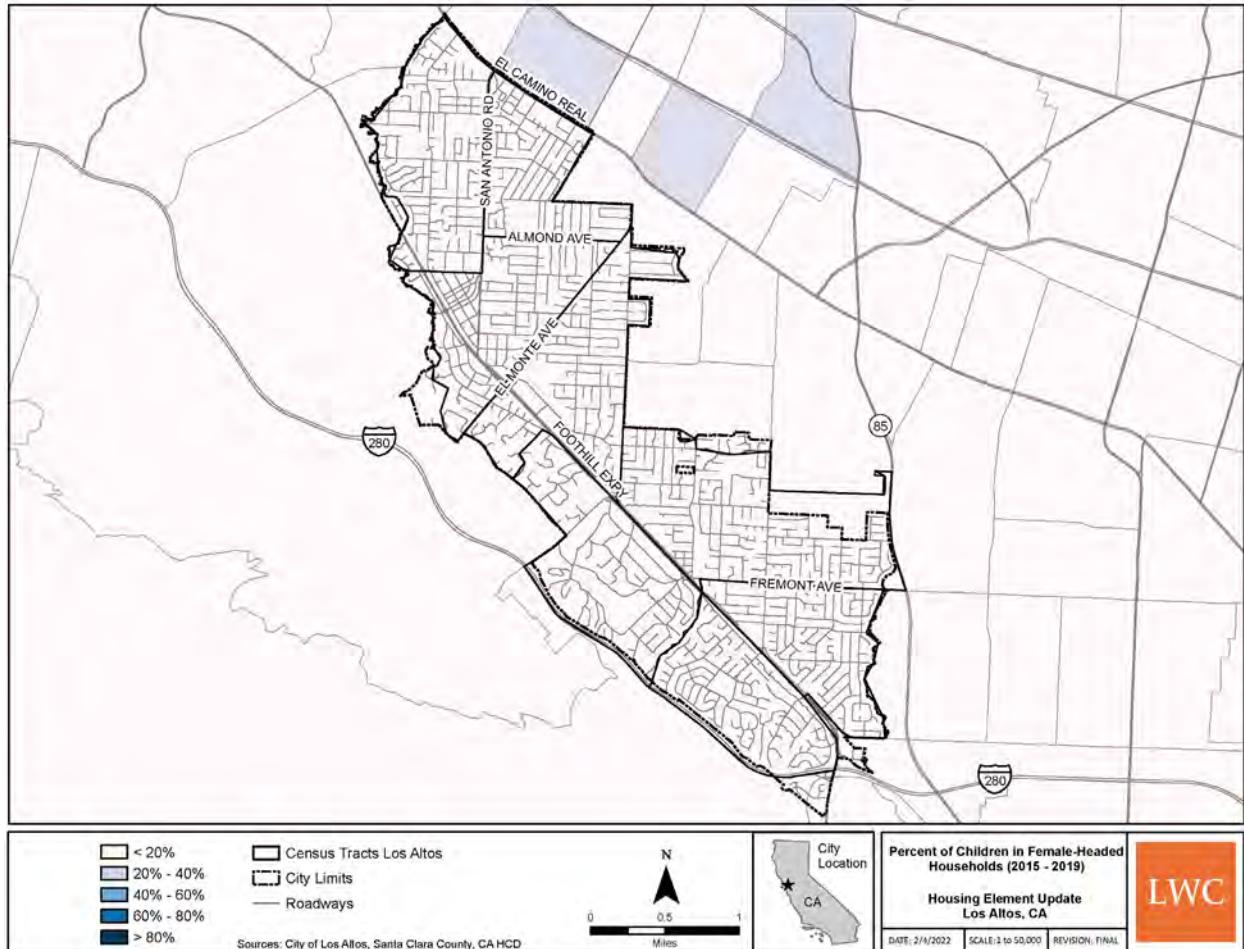 EL CAMINO REAL
SAN ANTONIO RD
ALMOND AVE
EL MONTE AVE
280
FOOTHILL EXPY
85
FREMONT AVE
280
< 20%
20% - 40%
40% - 60%
60% - 80%
> 80%
Census Tracts Los Altos
City Limits
Roadways
Sources: City of Los Altos, Santa Clara County, CA HCD
N
0 0.5 1
Miles
City
Location
CA
Percent of Children in Female-Headed
Households (2015 - 2019)
Housing Element Update
Los Altos, CA
DATE: 2/4/2022 SCALE: 1 to 50,000 REVISION: FINAL
LWC